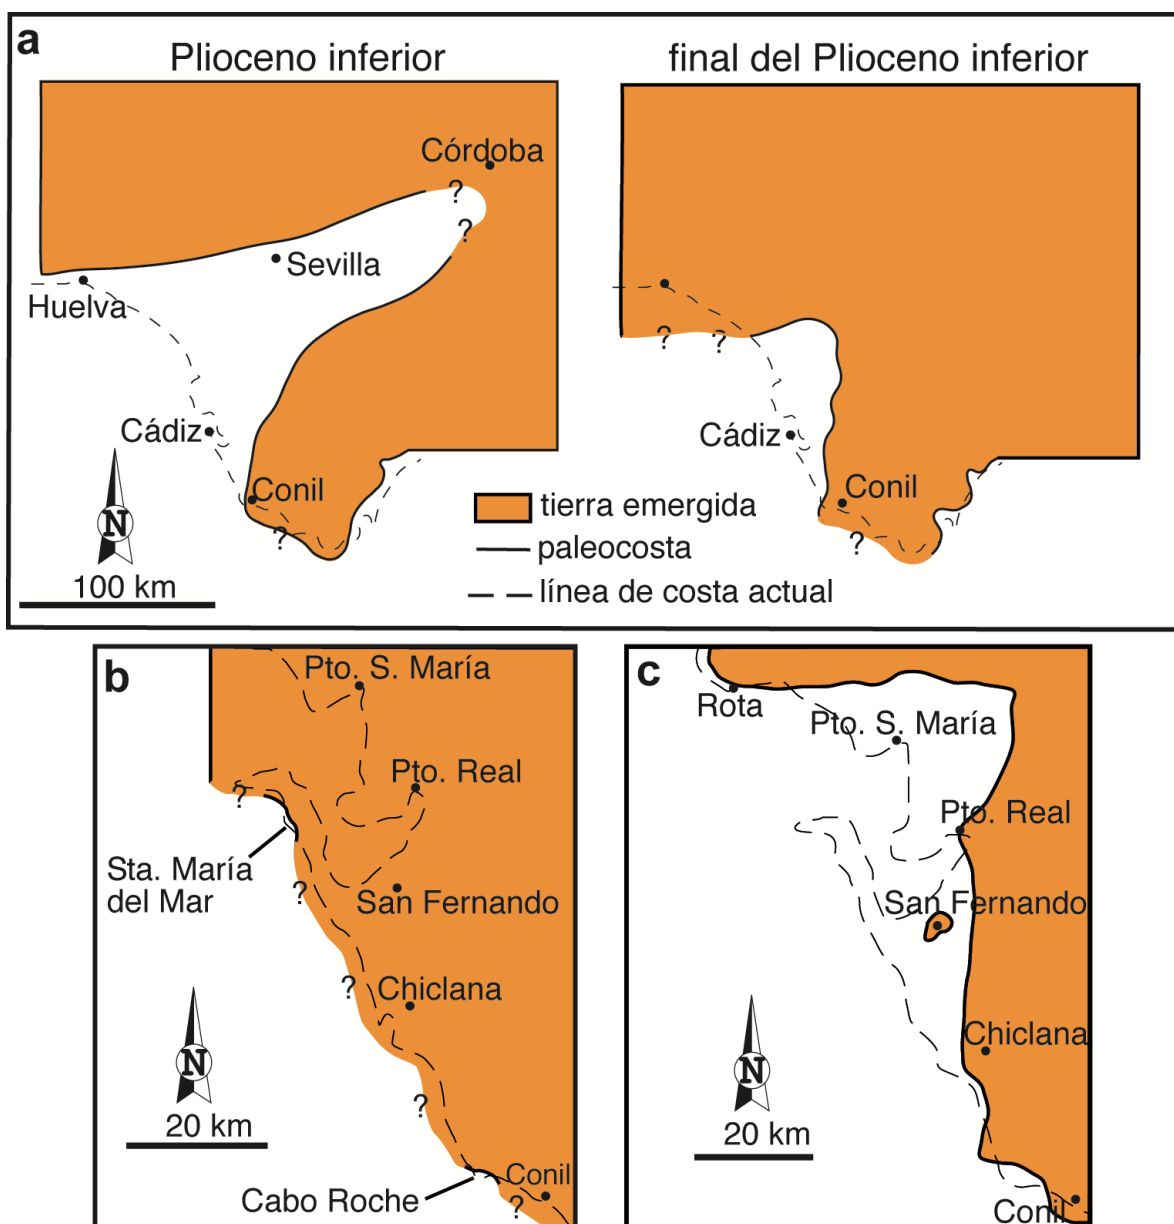 a
Plioceno inferior
final del Plioceno inferior
Córdoba
?
?
Sevilla
Huelva
Cádiz
Conil
?
N
100 km
? ?
Cádiz
Conil
?
tierra emergida
paleocosta
línea de costa actual
b
Pto. S. María
Pto. Real
?
Sta. María
del Mar
?
San Fernando
?
Chiclana
N
20 km
?
Conil
Cabo Roche
?
c
Rota
Pto. S. María
Pto. Real
San Fernando
Chiclana
N
20 km
Conil